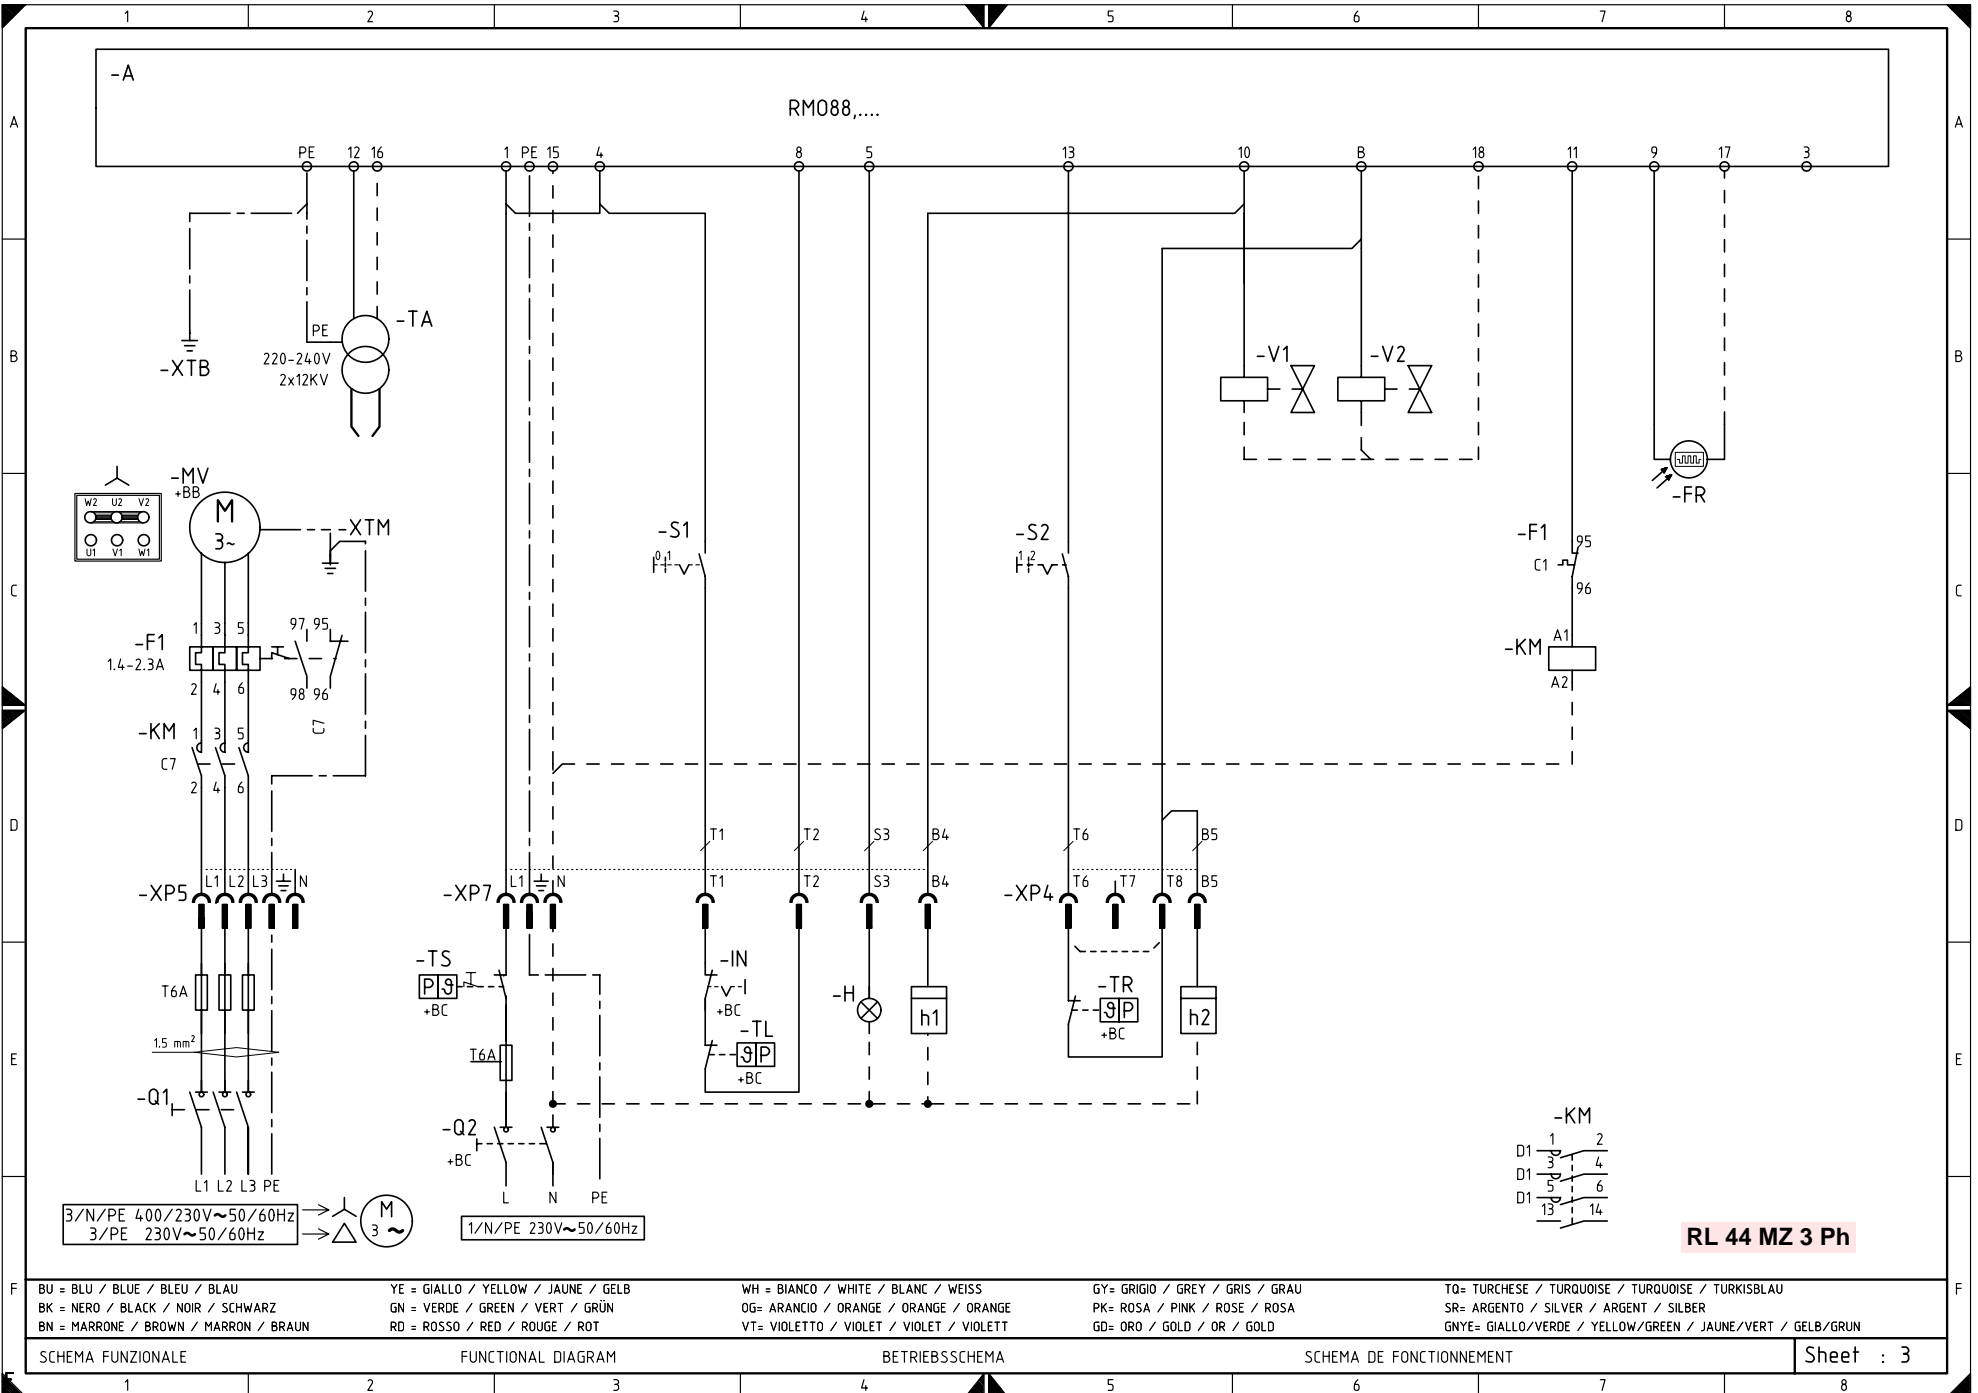 1 2 3 4 5 6 7 8
-A
RMO88,....
A A
PE 12 16 1 PE 15 4 8 5 13 10 B 18 11 9 17 3
-TA
PE
220-240V
2x12KV
-XTB
-V1 -V2
B B
-MV
+BB
W2 U2 V2
U1 V1 W1
M
3~
-XTM
-FR
-S1
0 1
-S2
1 2
-F1
95
C1
96
C C
-F1
1.4-2.3A
1 3 5
2 4 6
97 95
98 96
C7
-KM
A1
A2
-KM
C7
1 3 5
2 4 6
D D
T1 T2 S3 B4 T6 B5
-XP5 L1 L2 L3 N
-XP7 L1 N T1 T2 S3 B4
-XP4 T6 T7 T8 B5
T6A
-TS
P ϑ
+BC
-IN
+BC
-H
h1
-TR
ϑ P
+BC
h2
1.5 mm²
T6A
-TL
ϑ P
+BC
E E
-Q1
-Q2
+BC
L1 L2 L3 PE
L N PE
-KM
D1 1 2
D1 3 4
D1 5 6
13 14
3/N/PE 400/230V~50/60Hz
3/PE 230V~50/60Hz
M
3 ~
1/N/PE 230V~50/60Hz
RL 44 MZ 3 Ph
F F
BU = BLU / BLUE / BLEU / BLAU
BK = NERO / BLACK / NOIR / SCHWARZ
BN = MARRONE / BROWN / MARRON / BRAUN
YE = GIALLO / YELLOW / JAUNE / GELB
GN = VERDE / GREEN / VERT / GRÜN
RD = ROSSO / RED / ROUGE / ROT
WH = BIANCO / WHITE / BLANC / WEISS
OG= ARANCIO / ORANGE / ORANGE / ORANGE
VT= VIOLETTO / VIOLET / VIOLET / VIOLETT
GY= GRIGIO / GREY / GRIS / GRAU
PK= ROSA / PINK / ROSE / ROSA
GD= ORO / GOLD / OR / GOLD
TQ= TURCHESE / TURQUOISE / TURQUOISE / TURKISBLAU
SR= ARGENTO / SILVER / ARGENT / SILBER
GNYE= GIALLO/VERDE / YELLOW/GREEN / JAUNE/VERT / GELB/GRUN
SCHEMA FUNZIONALE FUNCTIONAL DIAGRAM BETRIEBSSCHEMA SCHEMA DE FONCTIONNEMENT Sheet : 3
1 2 3 4 5 6 7 8